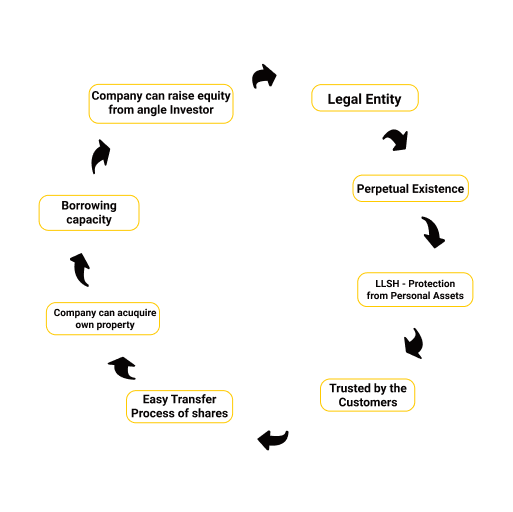 Company can raise equity
from angle Investor
Legal Entity
Perpetual Existence
LLSH - Protection
from Personal Assets
Trusted by the
Customers
Easy Transfer
Process of shares
Company can acuquire
own property
Borrowing
capacity